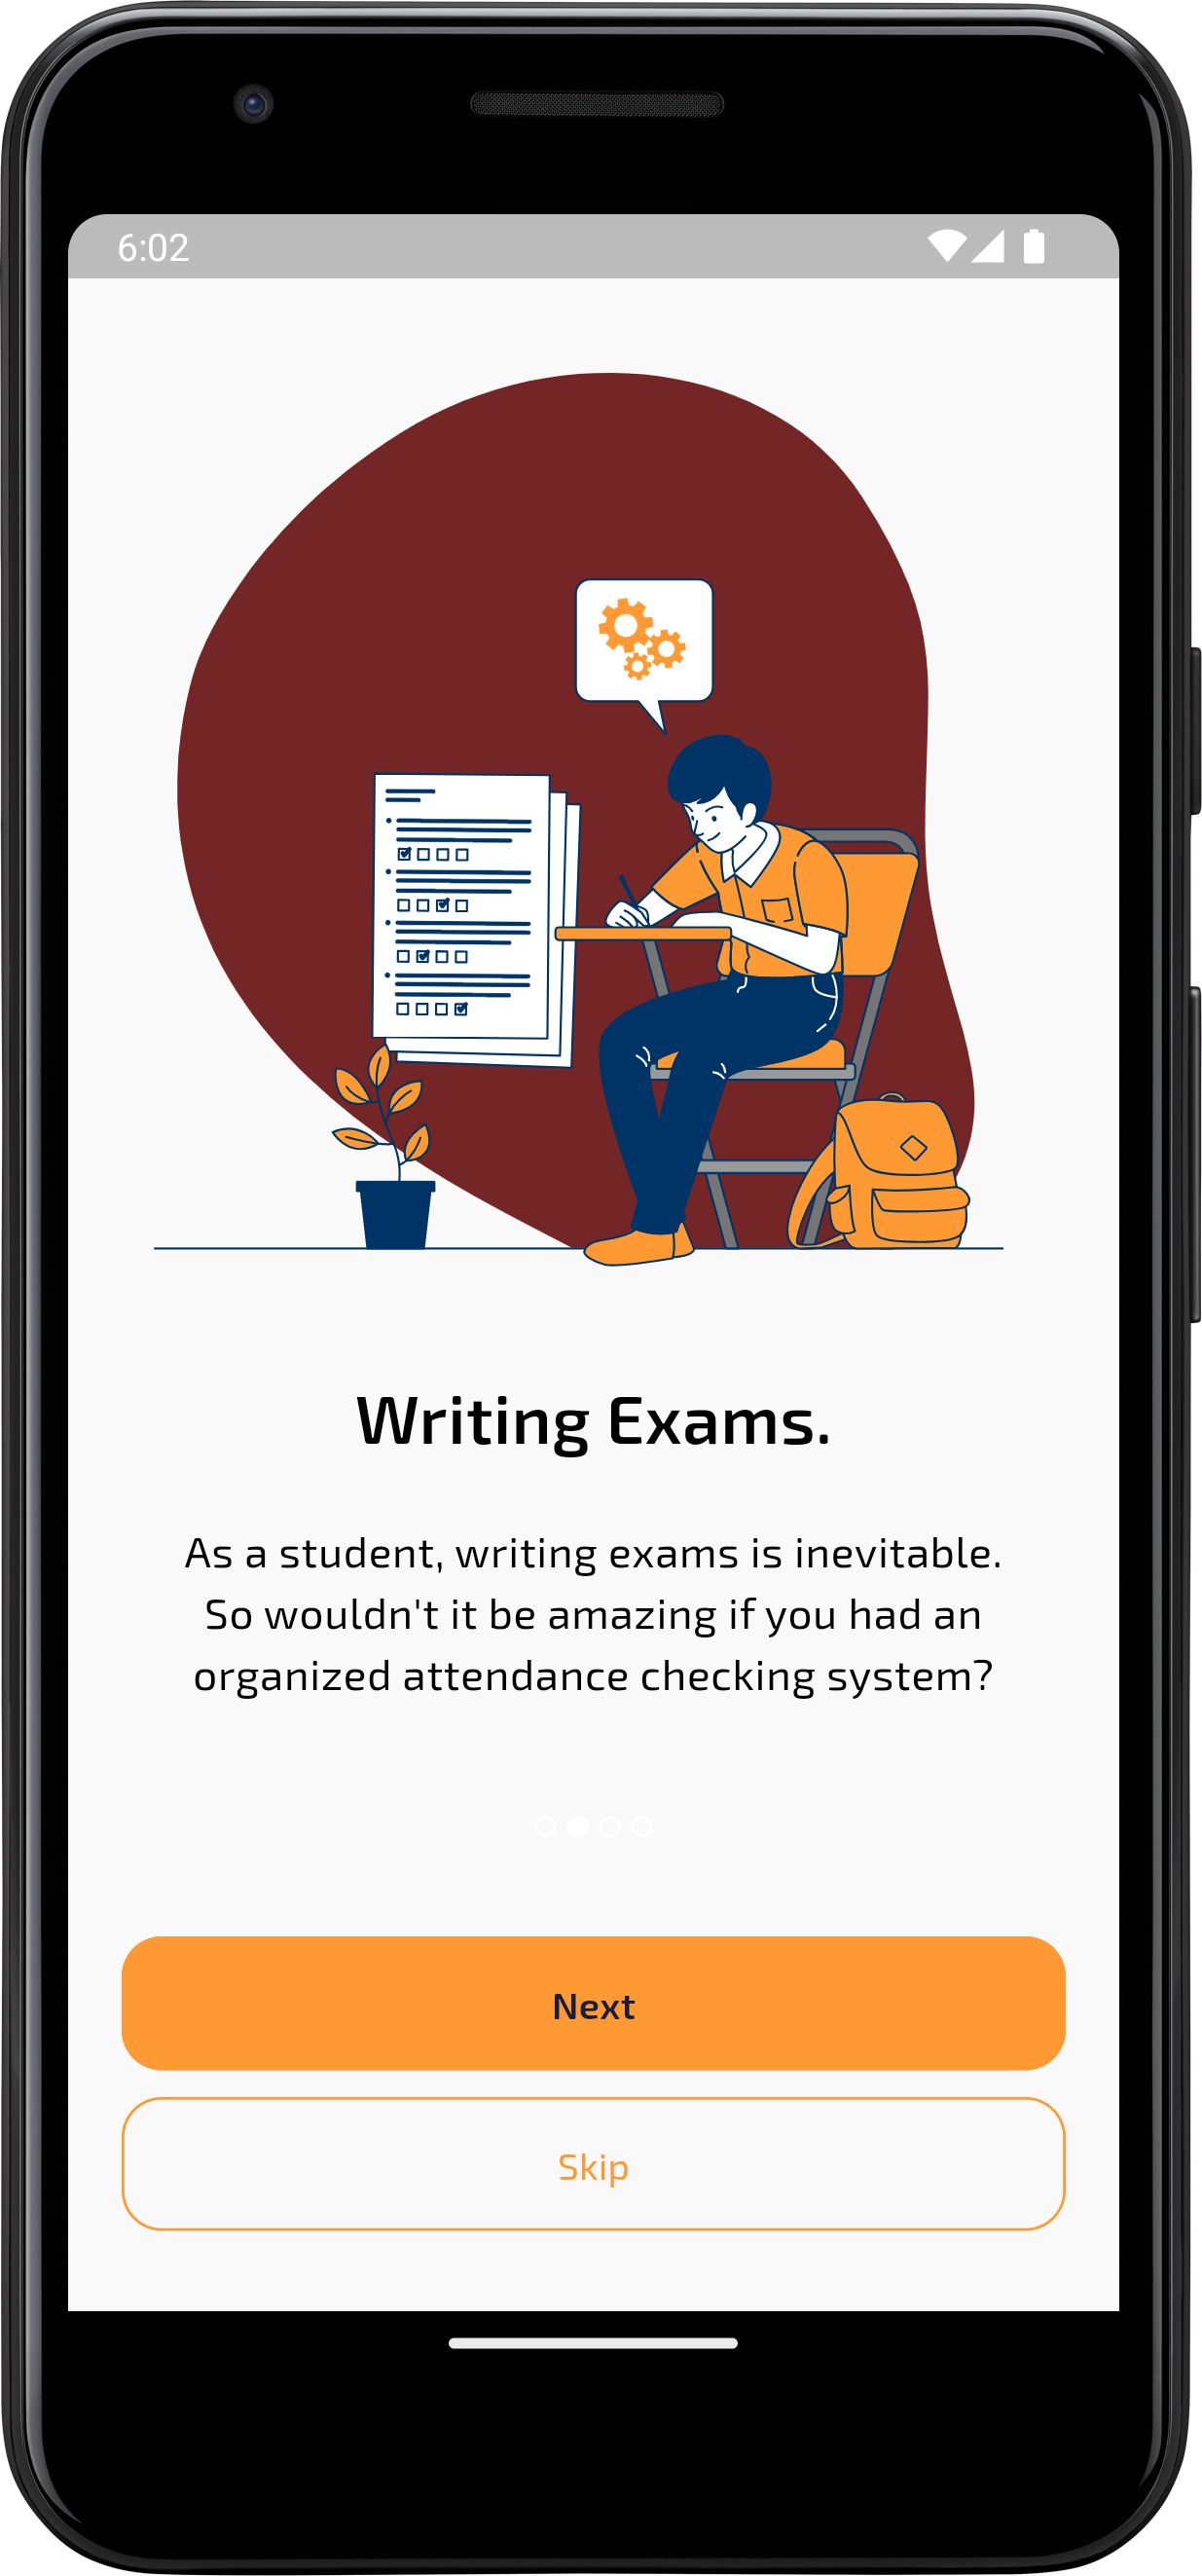 6:02
Writing Exams.
As a student, writing exams is inevitable.
So wouldn't it be amazing if you had an
organized attendance checking system?
Next
Skip